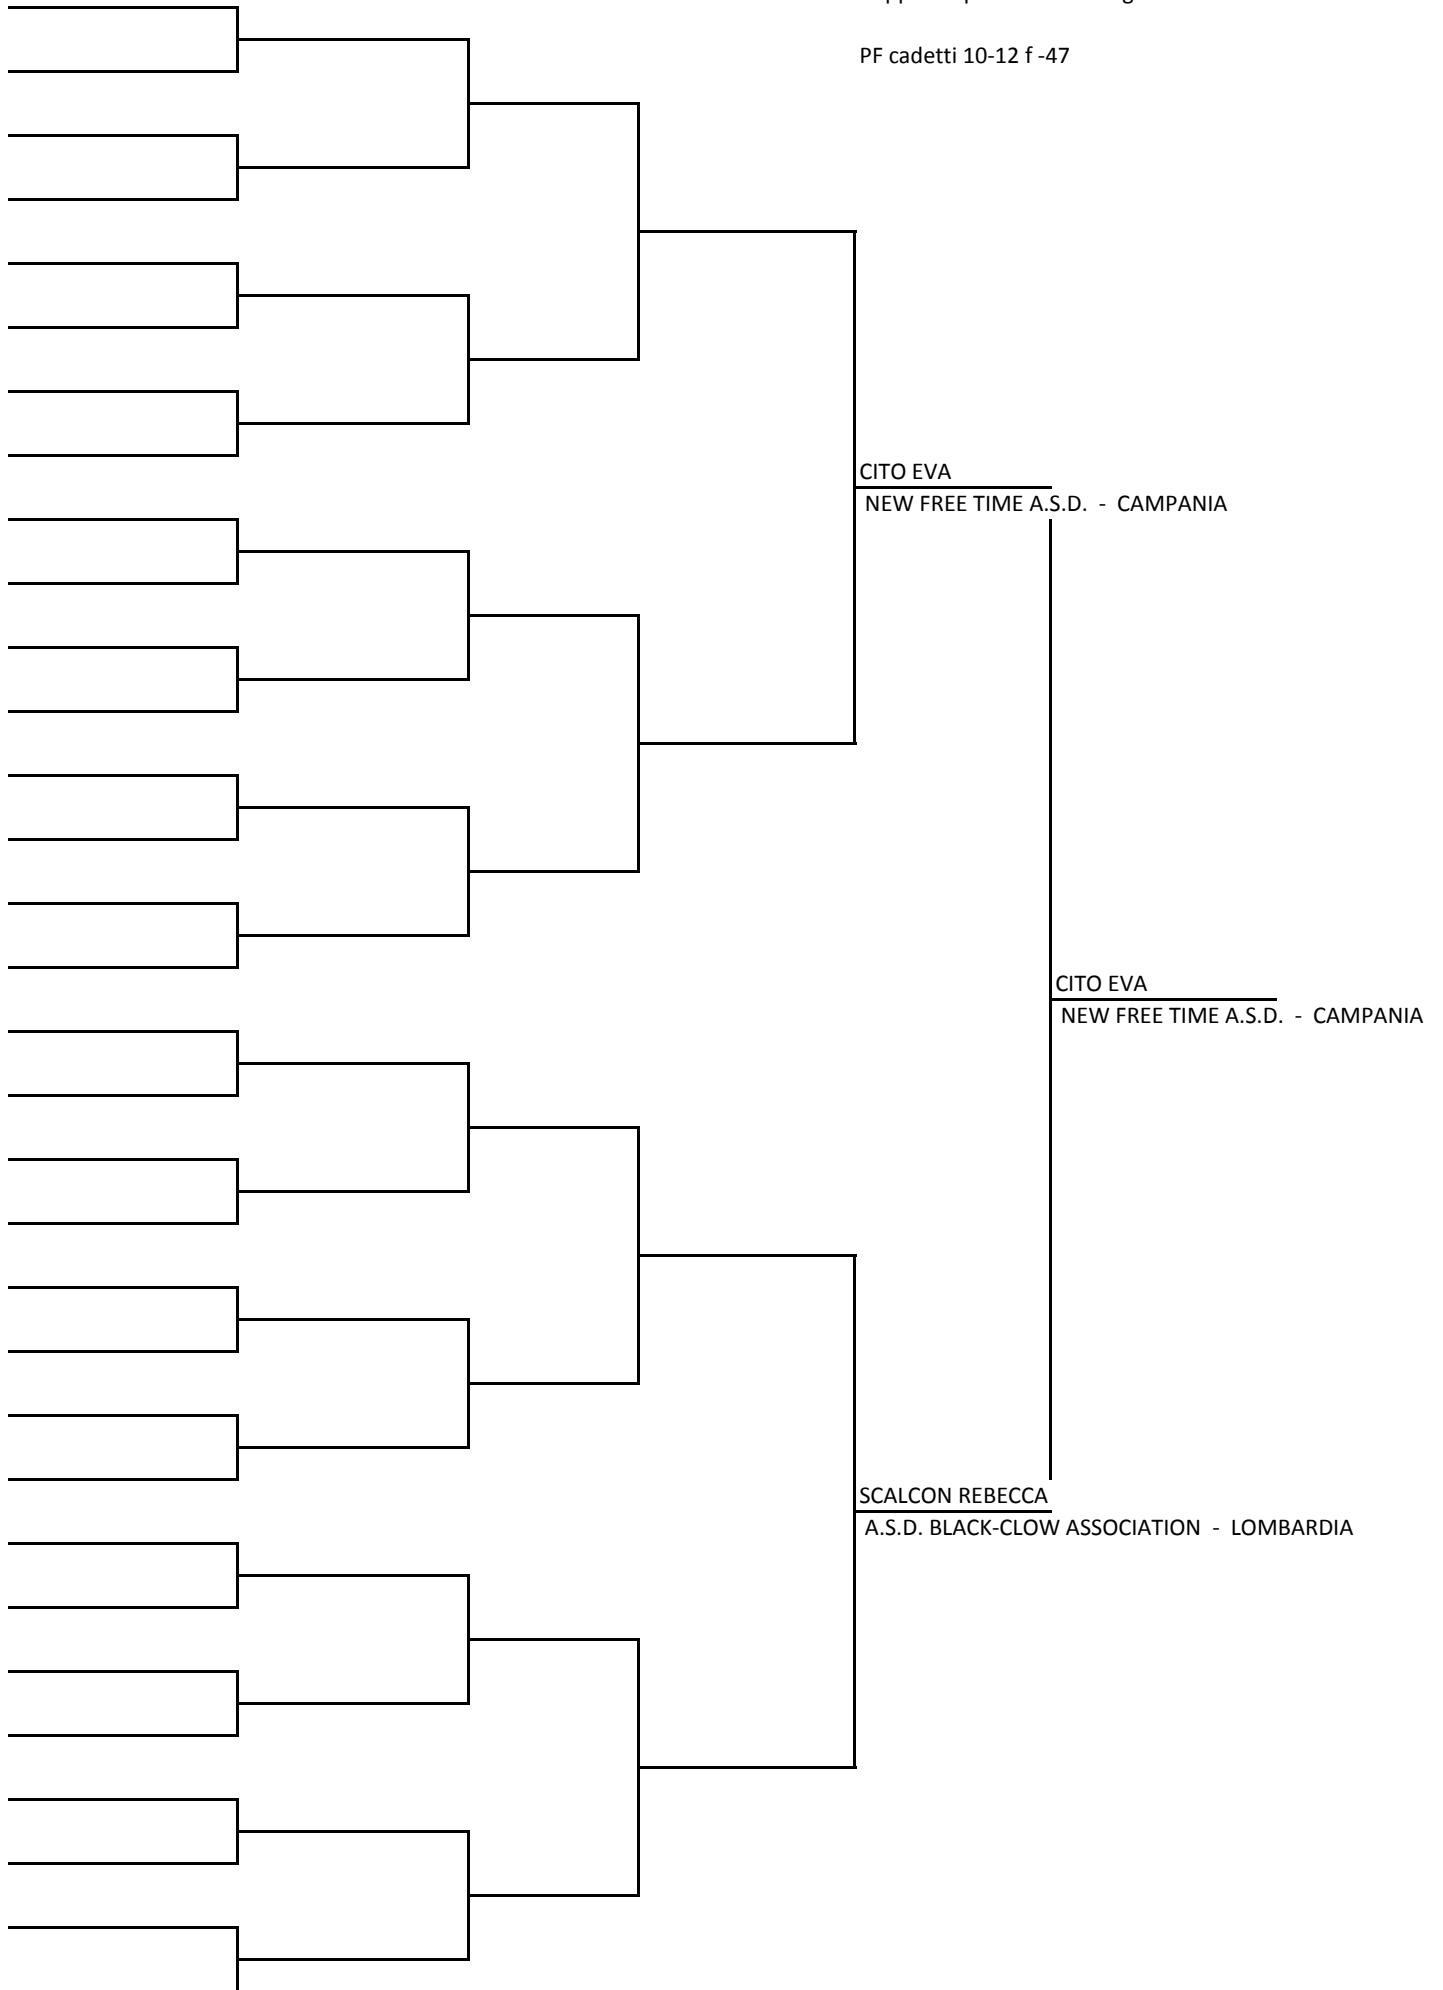 PF cadetti 10-12 f -47
CITO EVA
NEW FREE TIME A.S.D. - CAMPANIA
CITO EVA
NEW FREE TIME A.S.D. - CAMPANIA
SCALCON REBECCA
A.S.D. BLACK-CLOW ASSOCIATION - LOMBARDIA